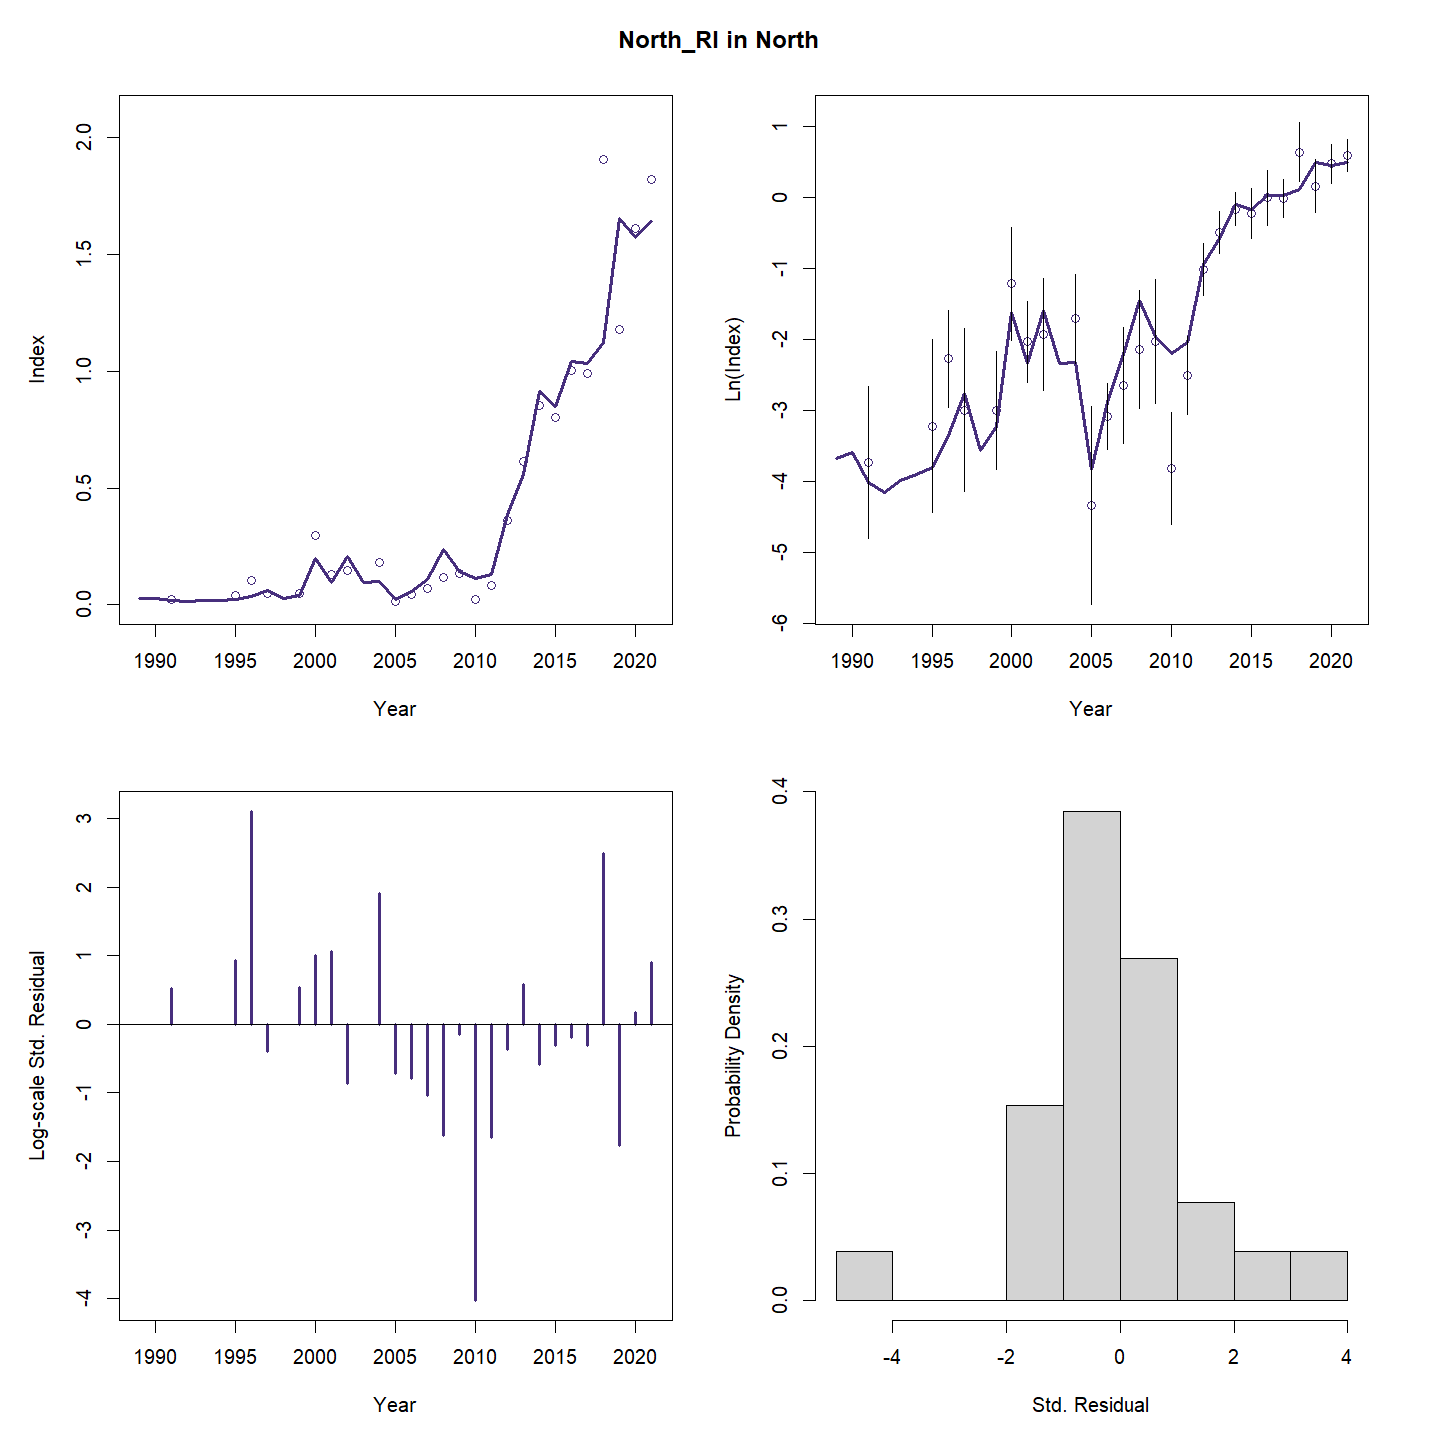 North_RI in North
Index
0.0 0.5 1.0 1.5 2.0
1990 1995 2000 2005 2010 2015 2020
Year
Ln(Index)
-6 -5 -4 -3 -2 -1 0 1
1990 1995 2000 2005 2010 2015 2020
Year
Log-scale Std. Residual
-4 -3 -2 -1 0 1 2 3
1990 1995 2000 2005 2010 2015 2020
Year
Probability Density
0.0 0.1 0.2 0.3 0.4
-4 -2 0 2 4
Std. Residual